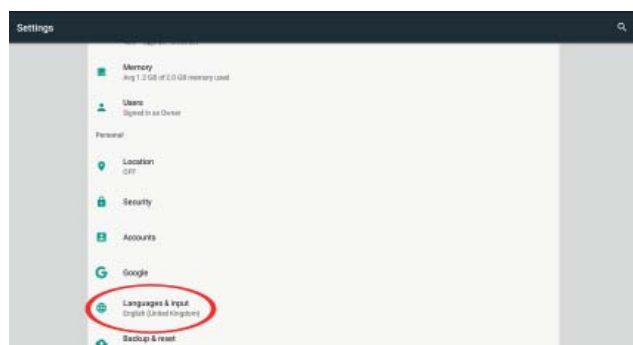 Settings
Memory
Avg 1.2 GB of 2.0 GB memory used
Users
Signed in as Owner
Personal
Location
OFF
Security
Accounts
Google
Languages & input
English (United Kingdom)
Backup & reset